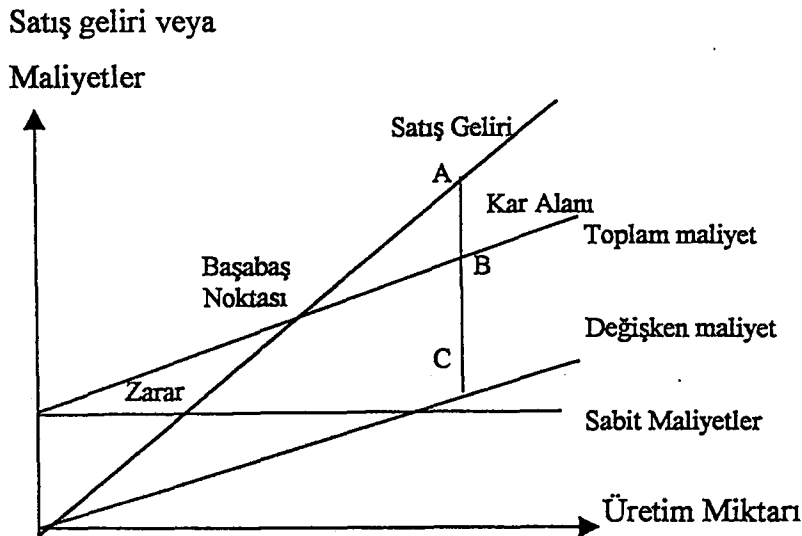 Satış geliri veya
Maliyetler
Satış Geliri
A
Kar Alanı
Toplam maliyet
Başabaş
Noktası
B
Değişken maliyet
C
Zarar
Sabit Maliyetler
Üretim Miktarı